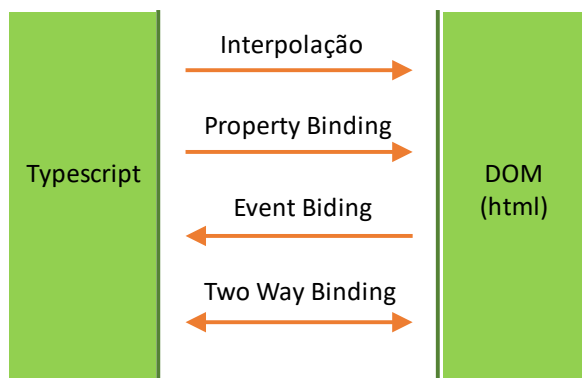 Interpolação
Property Binding
Typescript
DOM
(html)
Event Biding
Two Way Binding